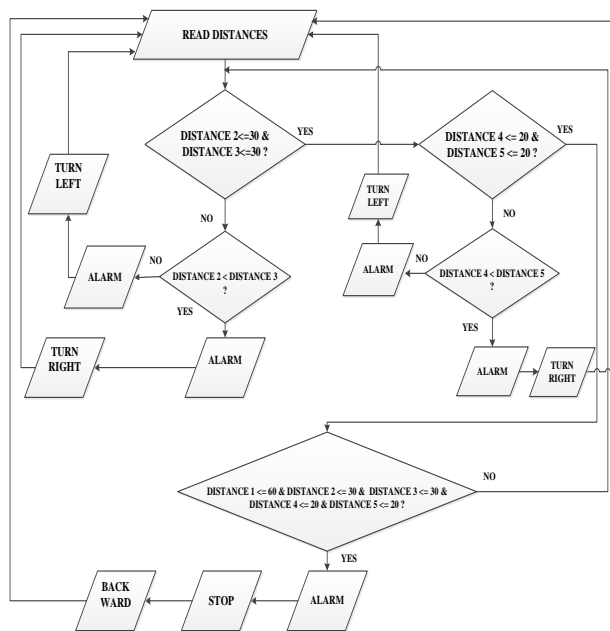 READ DISTANCES
DISTANCE 2<=30 &
DISTANCE 3<=30 ?
YES
DISTANCE 4 <= 20 &
DISTANCE 5 <= 20 ?
YES
TURN
LEFT
TURN
LEFT
NO
NO
ALARM
NO
DISTANCE 2 < DISTANCE 3
?
ALARM
NO
DISTANCE 4 < DISTANCE 5
?
YES
YES
TURN
RIGHT
ALARM
ALARM
TURN
RIGHT
DISTANCE 1 <= 60 & DISTANCE 2 <= 30 & DISTANCE 3 <= 30 &
DISTANCE 4 <= 20 & DISTANCE 5 <= 20 ?
NO
YES
BACK
WARD
STOP
ALARM